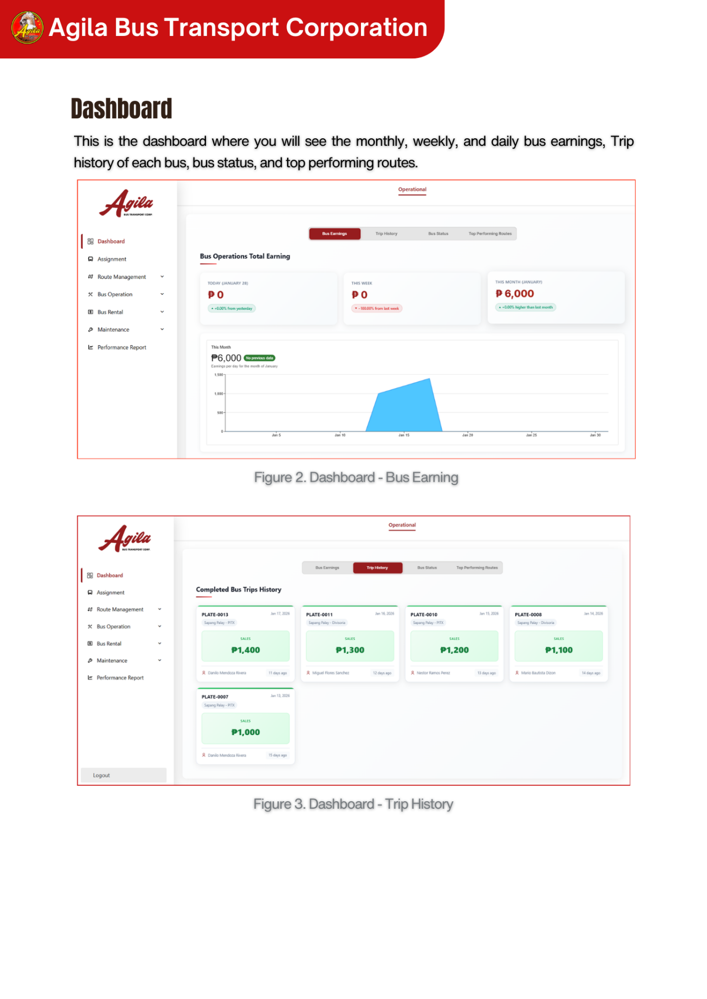 Agila
Agila Bus Transport Corporation
Dashboard
This is the dashboard where you will see the monthly, weekly, and daily bus earnings, Trip
history of each bus, bus status, and top performing routes.
Agila
BUS TRANSPORT CORP.
Operational
Dashboard
Assignment
Route Management
Bus Operation
Bus Rental
Maintenance
Performance Report
Bus Earnings Trip History Bus Status Top Performing Routes
Bus Operations Total Earning
TODAY (JANUARY 28) THIS WEEK THIS MONTH (JANUARY)
₱ 0 ₱ 0 ₱ 6,000
▲ +0.00% from yesterday ▼ -100.00% from last week ▲ +0.00% higher than last month
This Month
₱6,000 No previous data
Earnings per day for the month of January
1,500
1,000
500
0
Jan 5 Jan 10 Jan 15 Jan 20 Jan 25 Jan 30
Figure 2. Dashboard - Bus Earning
Agila
BUS TRANSPORT CORP.
Operational
Dashboard
Assignment
Route Management
Bus Operation
Bus Rental
Maintenance
Performance Report
Logout
Bus Earnings Trip History Bus Status Top Performing Routes
Completed Bus Trips History
PLATE-0013 Jan 17, 2026
Sapang Palay - PITX
SALES
₱1,400
Danilo Mendoza Rivera 11 days ago
PLATE-0011 Jan 16, 2026
Sapang Palay - Divisoria
SALES
₱1,300
Miguel Flores Sanchez 12 days ago
PLATE-0010 Jan 15, 2026
Sapang Palay - PITX
SALES
₱1,200
Nestor Ramos Perez 13 days ago
PLATE-0008 Jan 14, 2026
Sapang Palay - Divisoria
SALES
₱1,100
Mario Bautista Dizon 14 days ago
PLATE-0007 Jan 13, 2026
Sapang Palay - PITX
SALES
₱1,000
Danilo Mendoza Rivera 15 days ago
Figure 3. Dashboard - Trip History